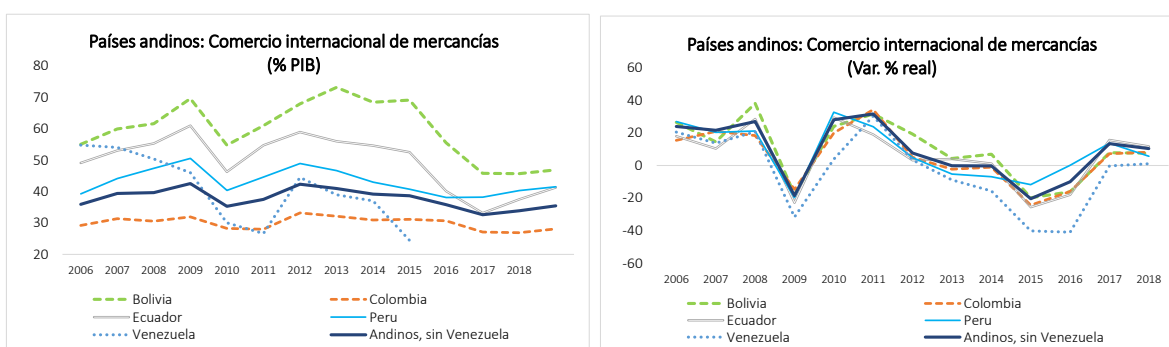 Países andinos: Comercio internacional de mercancías
(% PIB)
80
70
60
50
40
30
20
2006 2007 2008 2009 2010 2011 2012 2013 2014 2015 2016 2017 2018
Bolivia Colombia
Ecuador Peru
Venezuela Andinos, sin Venezuela
Países andinos: Comercio internacional de mercancías
(Var. % real)
60
40
20
0
-20
-40
-60
2006 2007 2008 2009 2010 2011 2012 2013 2014 2015 2016 2017 2018
Bolivia Colombia
Ecuador Peru
Venezuela Andinos, sin Venezuela